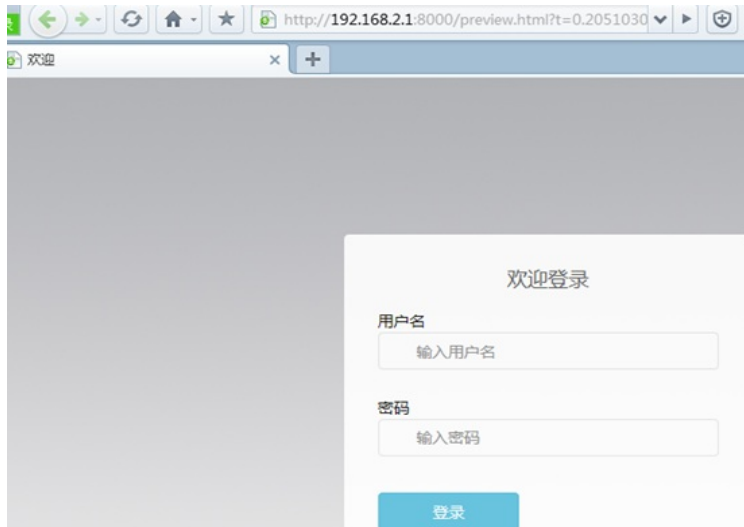 http://192.168.2.1:8000/preview.html?t=0.2051030
欢迎
欢迎登录
用户名
输入用户名
密码
输入密码
登录